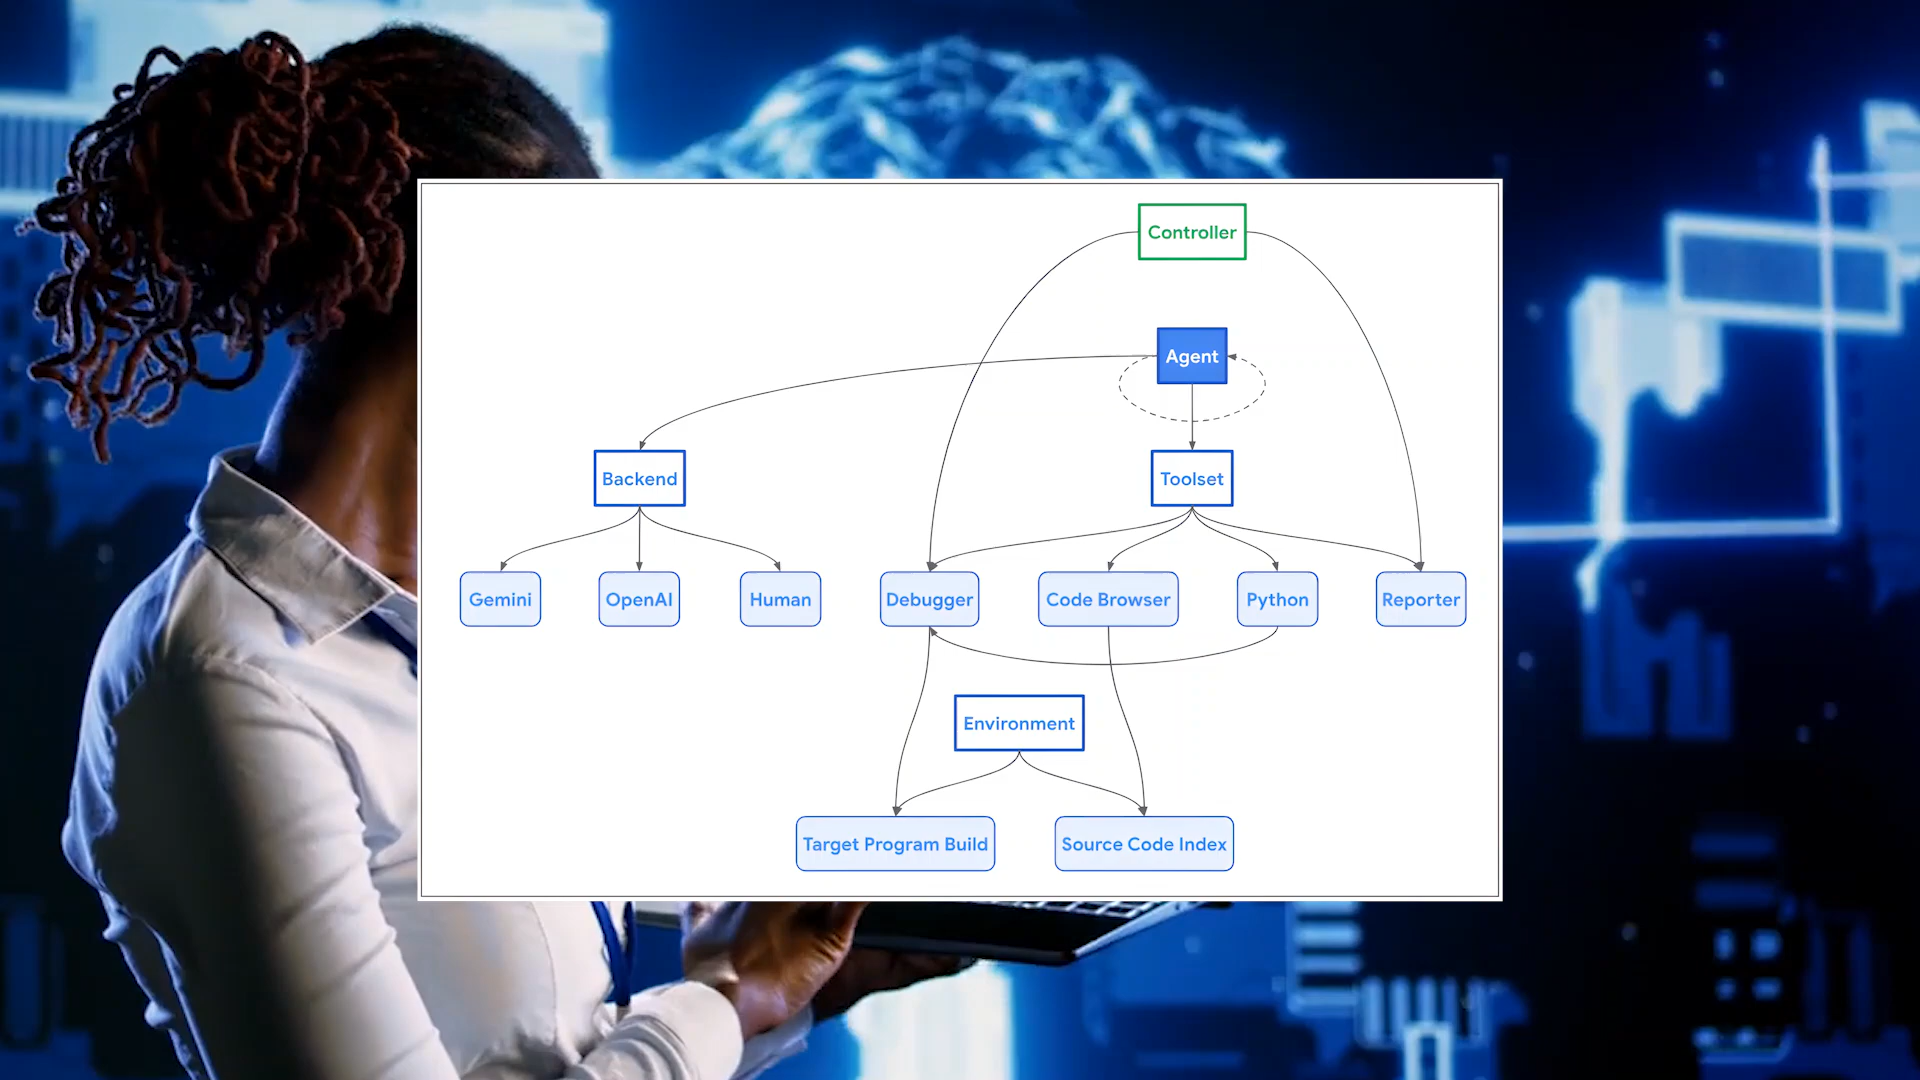 Controller
Agent
Backend
Toolset
Gemini
OpenAI
Human
Debugger
Code Browser
Python
Reporter
Environment
Target Program Build
Source Code Index